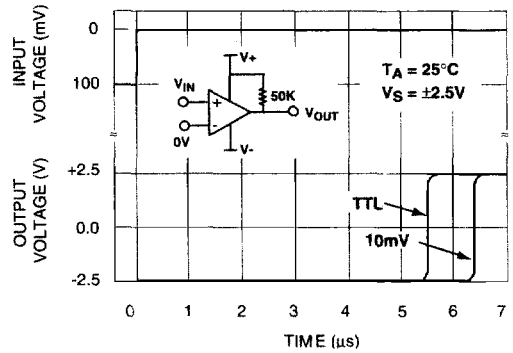 INPUT
VOLTAGE (mV)
0
100
V+
VIN
+
50K
VOUT
-
0V
V-
TA = 25°C
VS = ±2.5V
OUTPUT
VOLTAGE (V)
+2.5
0.0
-2.5
TTL
10mV
0 1 2 3 4 5 6 7
TIME (µs)